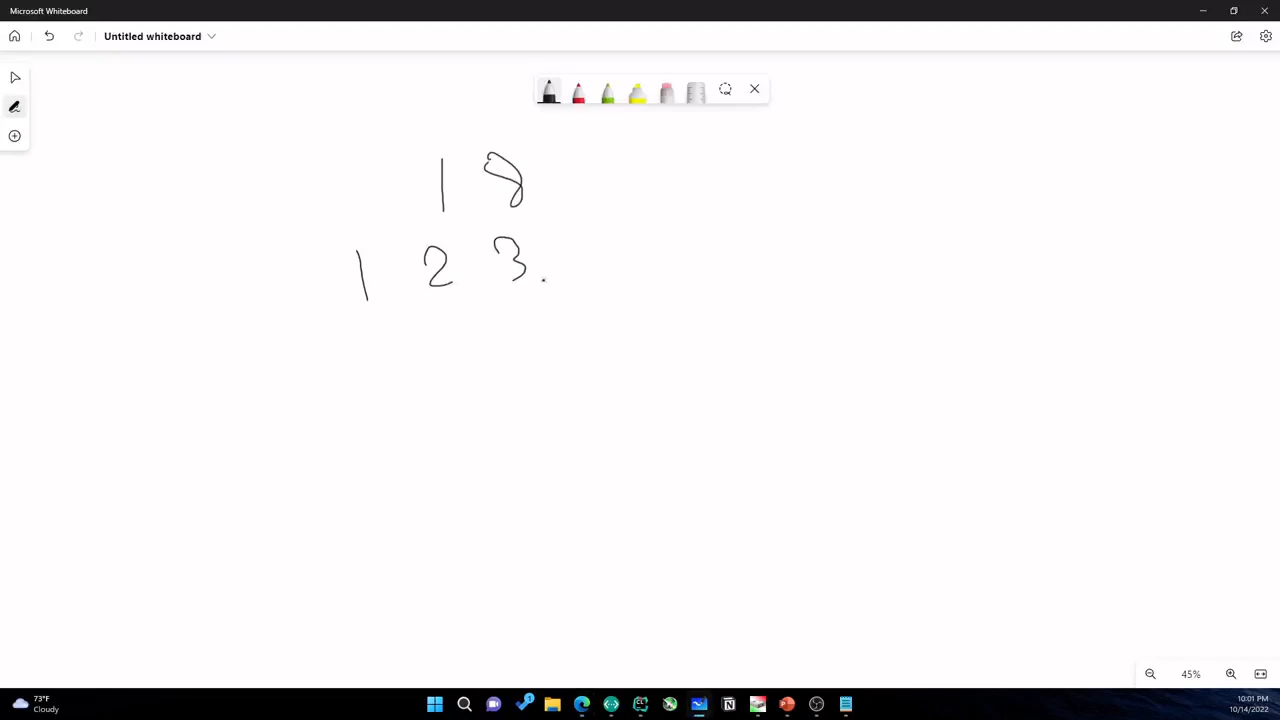 Microsoft Whiteboard
Untitled whiteboard
1 8
1 2 3.
45%
73°F
Cloudy
10:01 PM
10/14/2022